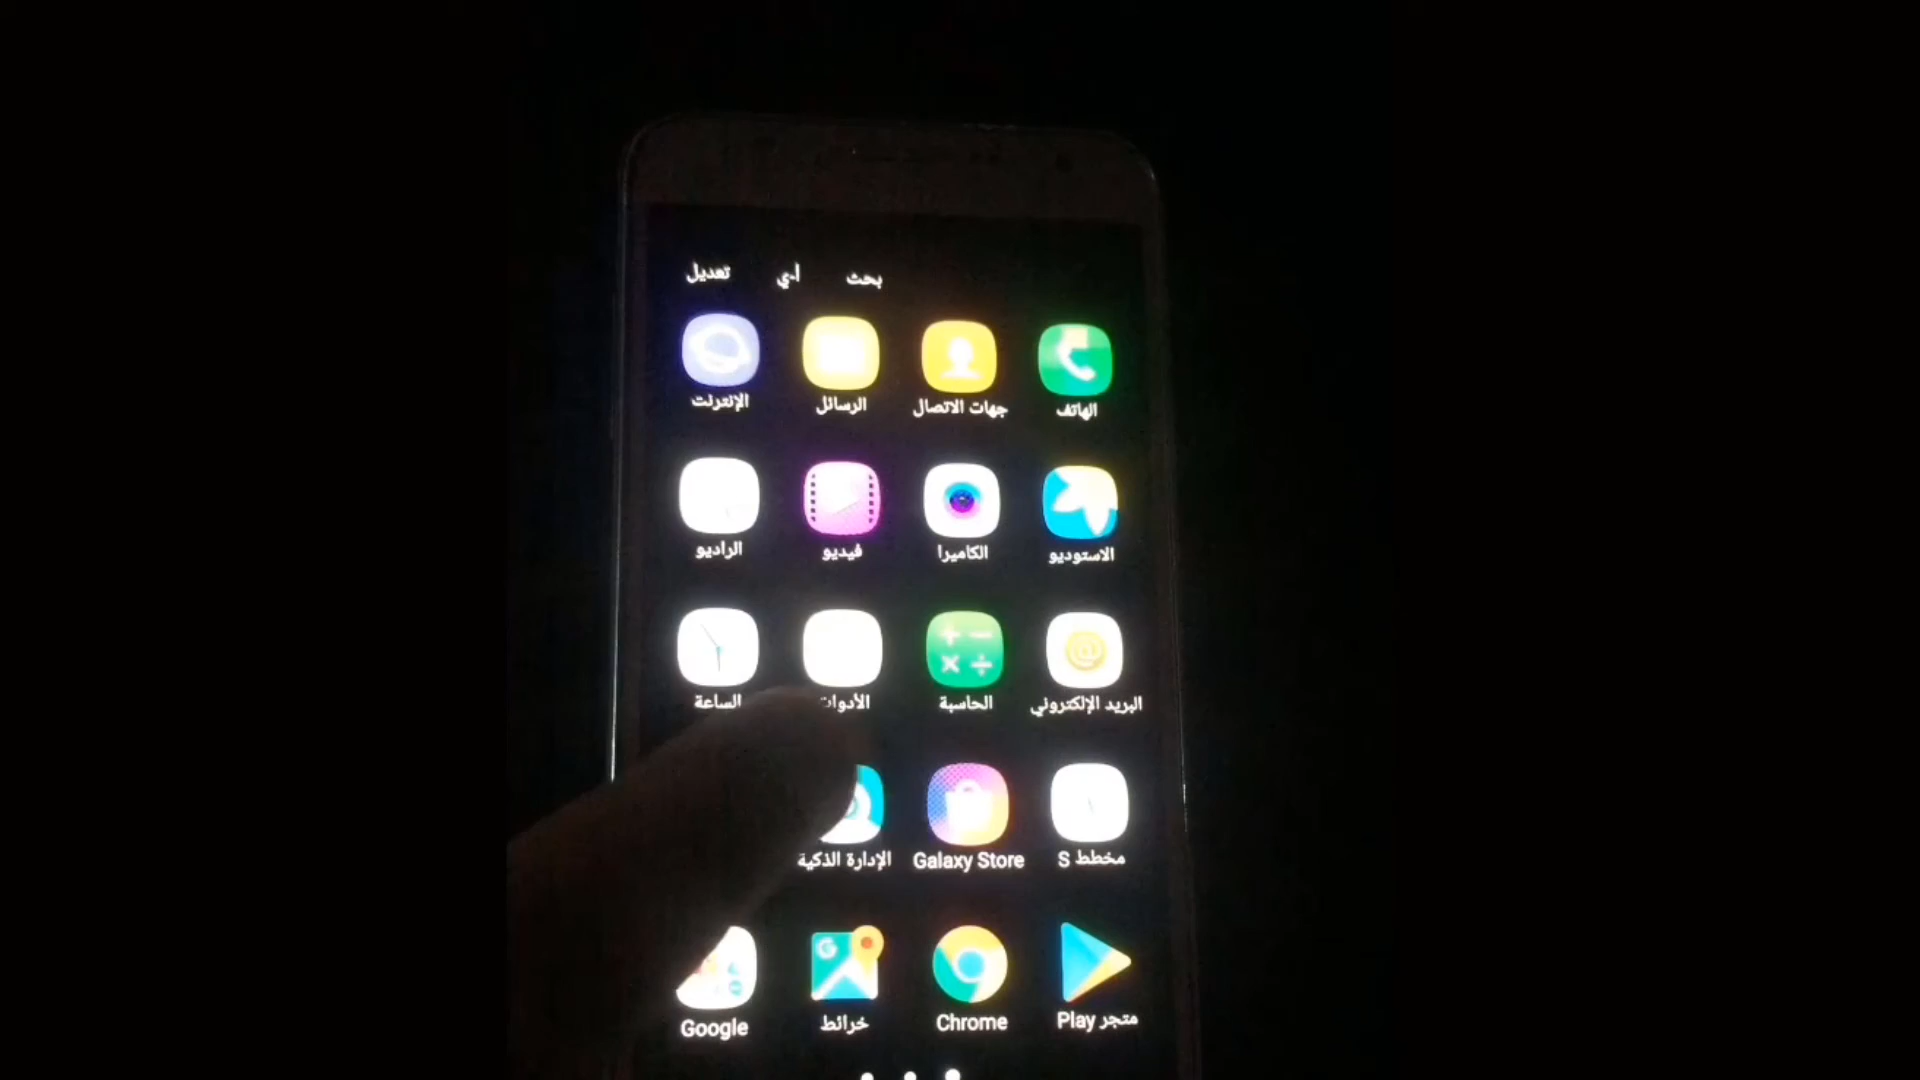 بحث أ-ي تعديل
الهاتف جهات الاتصال الرسائل الإنترنت
الاستوديو الكاميرا فيديو الراديو
البريد الإلكتروني الحاسبة الأدوات الساعة
مخطط S Galaxy Store الإدارة الذكية
متجر Play Chrome خرائط Google